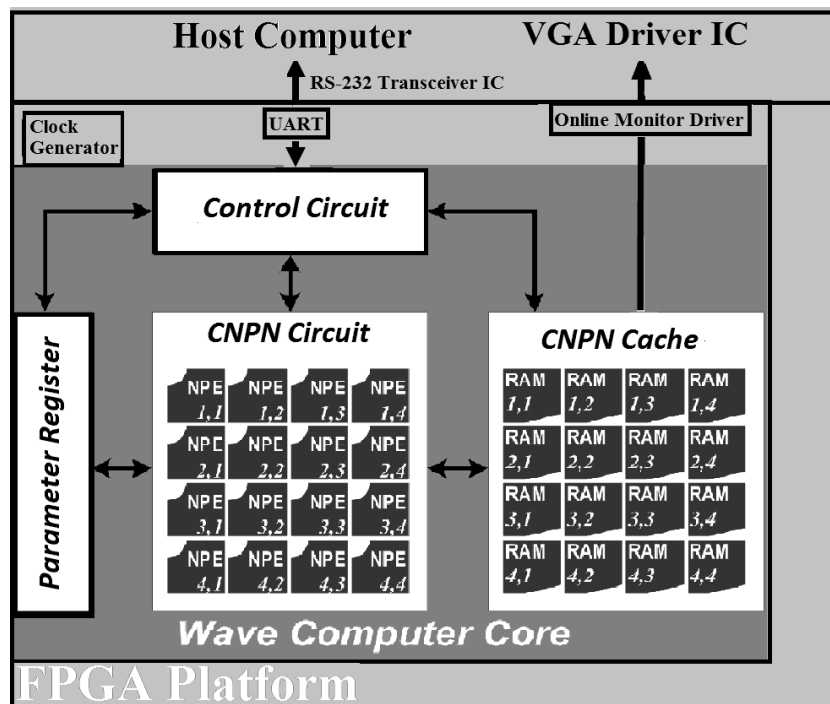 Host Computer
VGA Driver IC
RS-232 Transceiver IC
Clock
Generator
UART
Online Monitor Driver
Control Circuit
Parameter Register
CNPN Circuit
NPE 1,1 NPE 1,2 NPE 1,3 NPE 1,4
NPE 2,1 NPE 2,2 NPE 2,3 NPE 2,4
NPE 3,1 NPE 3,2 NPE 3,3 NPE 3,4
NPE 4,1 NPE 4,2 NPE 4,3 NPE 4,4
CNPN Cache
RAM 1,1 RAM 1,2 RAM 1,3 RAM 1,4
RAM 2,1 RAM 2,2 RAM 2,3 RAM 2,4
RAM 3,1 RAM 3,2 RAM 3,3 RAM 3,4
RAM 4,1 RAM 4,2 RAM 4,3 RAM 4,4
Wave Computer Core
FPGA Platform